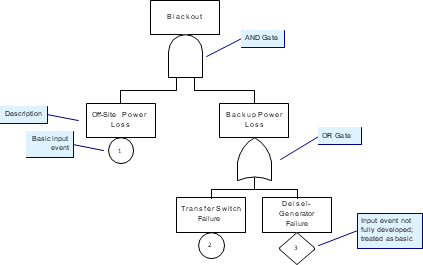 Blackout
AND Gate
Description
Off-Site Power
Loss
Backup Power
Loss
Basic input
event
1
OR Gate
Transfer Switch
Failure
Deisel-
Generator
Failure
2
3
Input event not
fully developed;
treated as basic